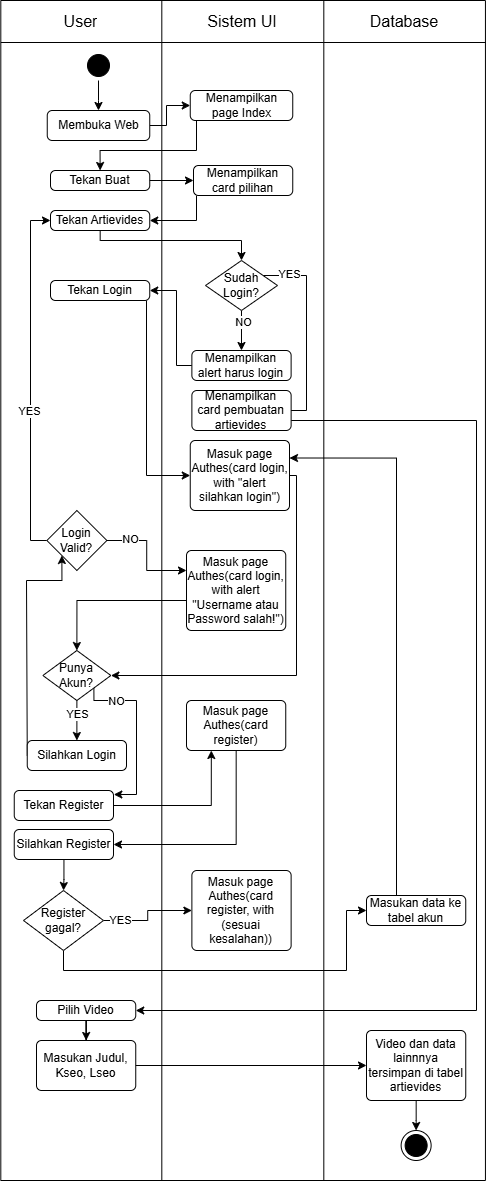 User
Sistem UI
Database
Membuka Web
Menampilkan
page Index
Tekan Buat
Menampilkan
card pilihan
Tekan Artievides
Sudah
Login?
YES
NO
Tekan Login
Menampilkan
alert harus login
Menampilkan
card pembuatan
artievides
YES
Masuk page
Authes(card login,
with "alert
silahkan login")
Login
Valid?
NO
Masuk page
Authes(card login,
with alert
"Username atau
Password salah!")
Punya
Akun?
NO
YES
Silahkan Login
Masuk page
Authes(card
register)
Tekan Register
Silahkan Register
Register
gagal?
YES
Masuk page
Authes(card
register, with
(sesuai
kesalahan))
Masukan data ke
tabel akun
Pilih Video
Masukan Judul,
Kseo, Lseo
Video dan data
lainnnya
tersimpan di tabel
artievides